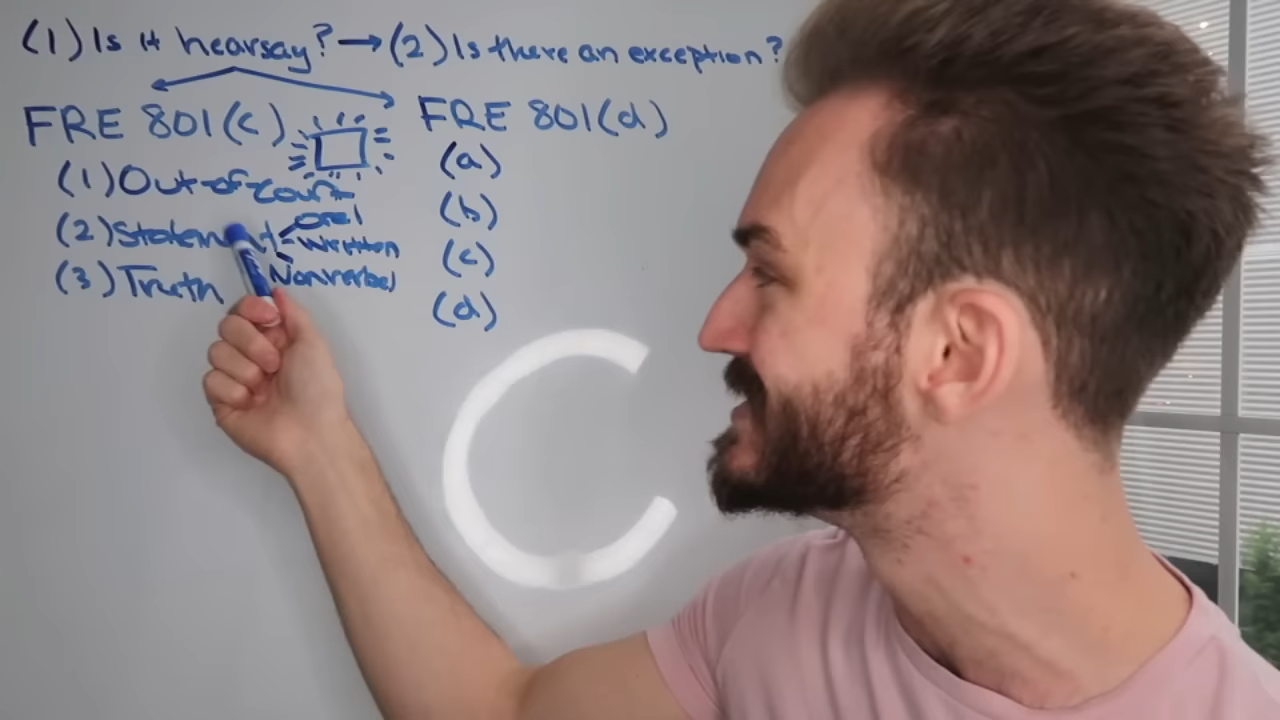 (1) Is it hearsay? → (2) Is there an exception?
FRE 801(c)
(1) Out-of-court
(2) Statement
Oral
Written
Nonverbal
(3) Truth
FRE 801(d)
(a)
(b)
(c)
(d)